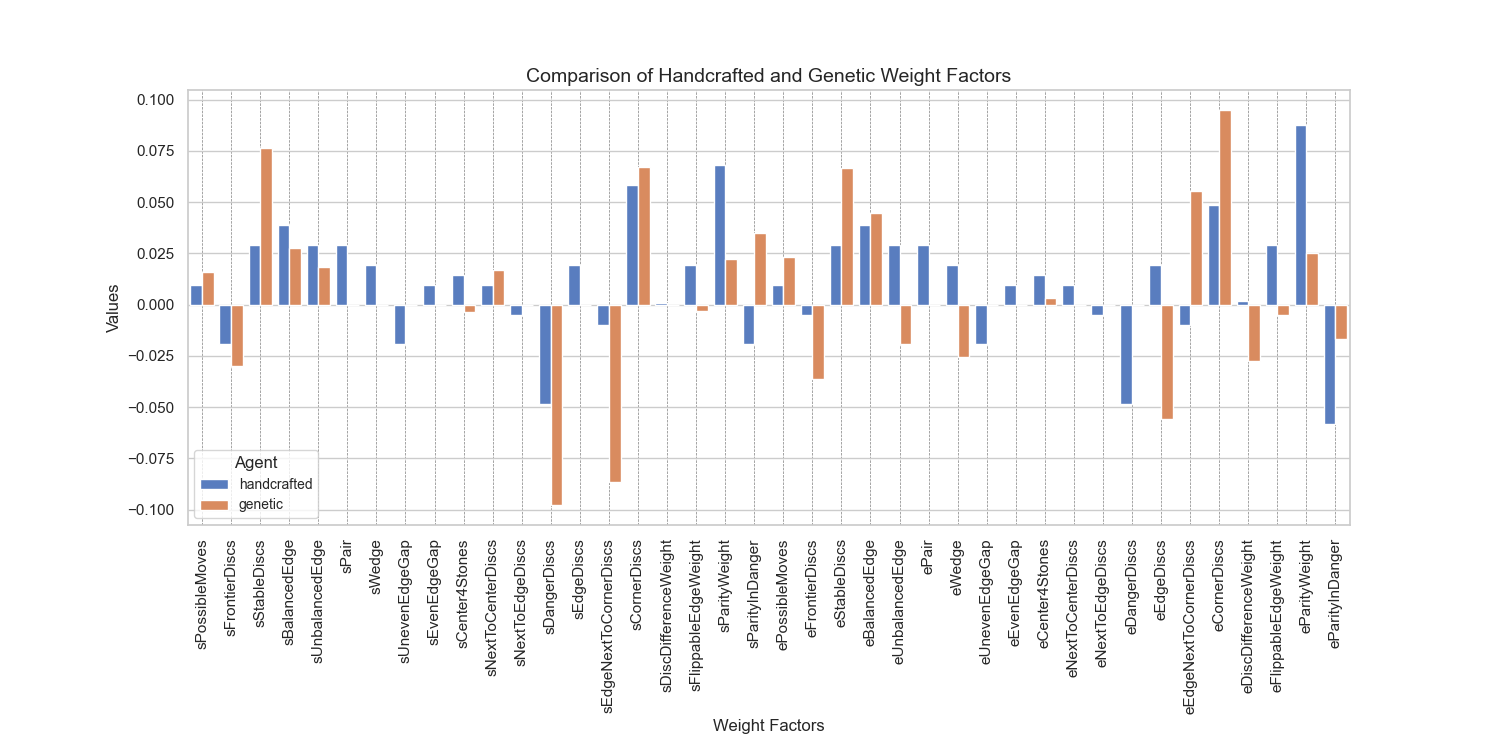 Comparison of Handcrafted and Genetic Weight Factors
0.100
0.075
0.050
0.025
0.000
−0.025
−0.050
−0.075
−0.100
Values
Agent
handcrafted
genetic
sPossibleMoves
sFrontierDiscs
sStableDiscs
sBalancedEdge
sUnbalancedEdge
sPair
sWedge
sUnevenEdgeGap
sEvenEdgeGap
sCenter4Stones
sNextToCenterDiscs
sNextToEdgeDiscs
sDangerDiscs
sEdgeDiscs
sEdgeNextToCornerDiscs
sCornerDiscs
sDiscDifferenceWeight
sFlippableEdgeWeight
sParityWeight
sParityInDanger
ePossibleMoves
eFrontierDiscs
eStableDiscs
eBalancedEdge
eUnbalancedEdge
ePair
eWedge
eUnevenEdgeGap
eEvenEdgeGap
eCenter4Stones
eNextToCenterDiscs
eNextToEdgeDiscs
eDangerDiscs
eEdgeDiscs
eEdgeNextToCornerDiscs
eCornerDiscs
eDiscDifferenceWeight
eFlippableEdgeWeight
eParityWeight
eParityInDanger
Weight Factors